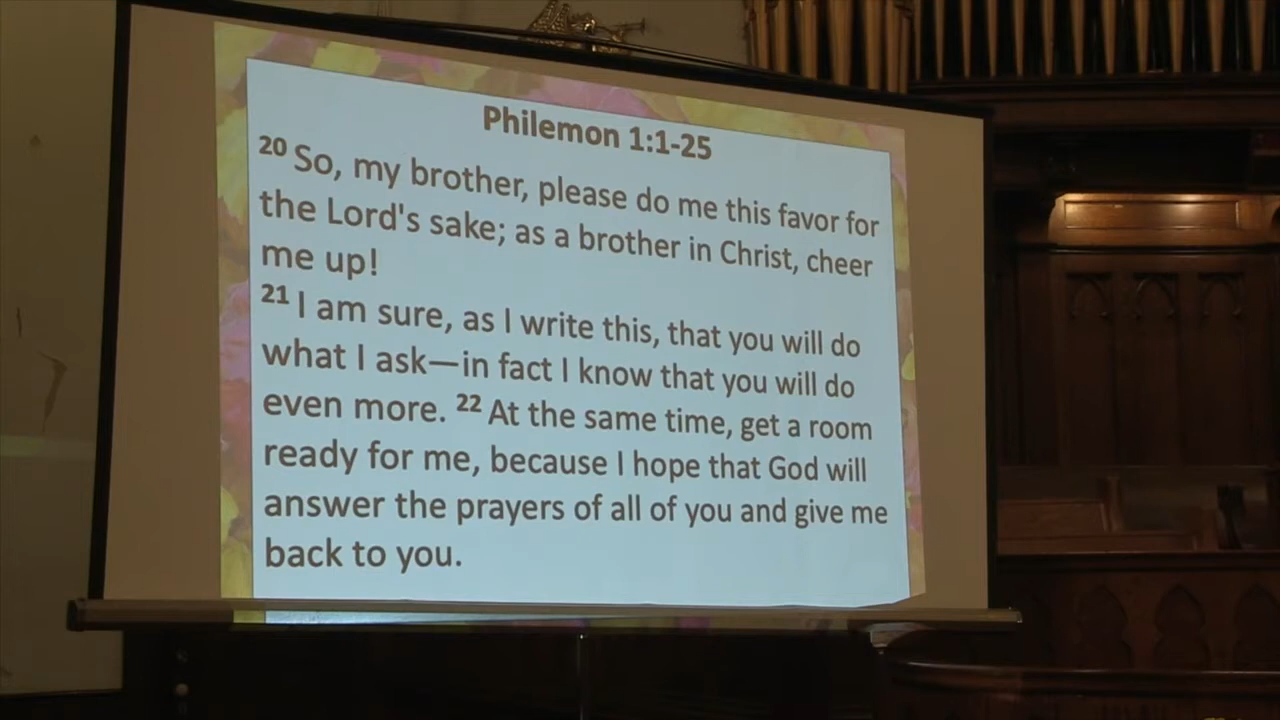 Philemon 1:1-25
20 So, my brother, please do me this favor for
the Lord's sake; as a brother in Christ, cheer
me up!
21 I am sure, as I write this, that you will do
what I ask—in fact I know that you will do
even more. 22 At the same time, get a room
ready for me, because I hope that God will
answer the prayers of all of you and give me
back to you.